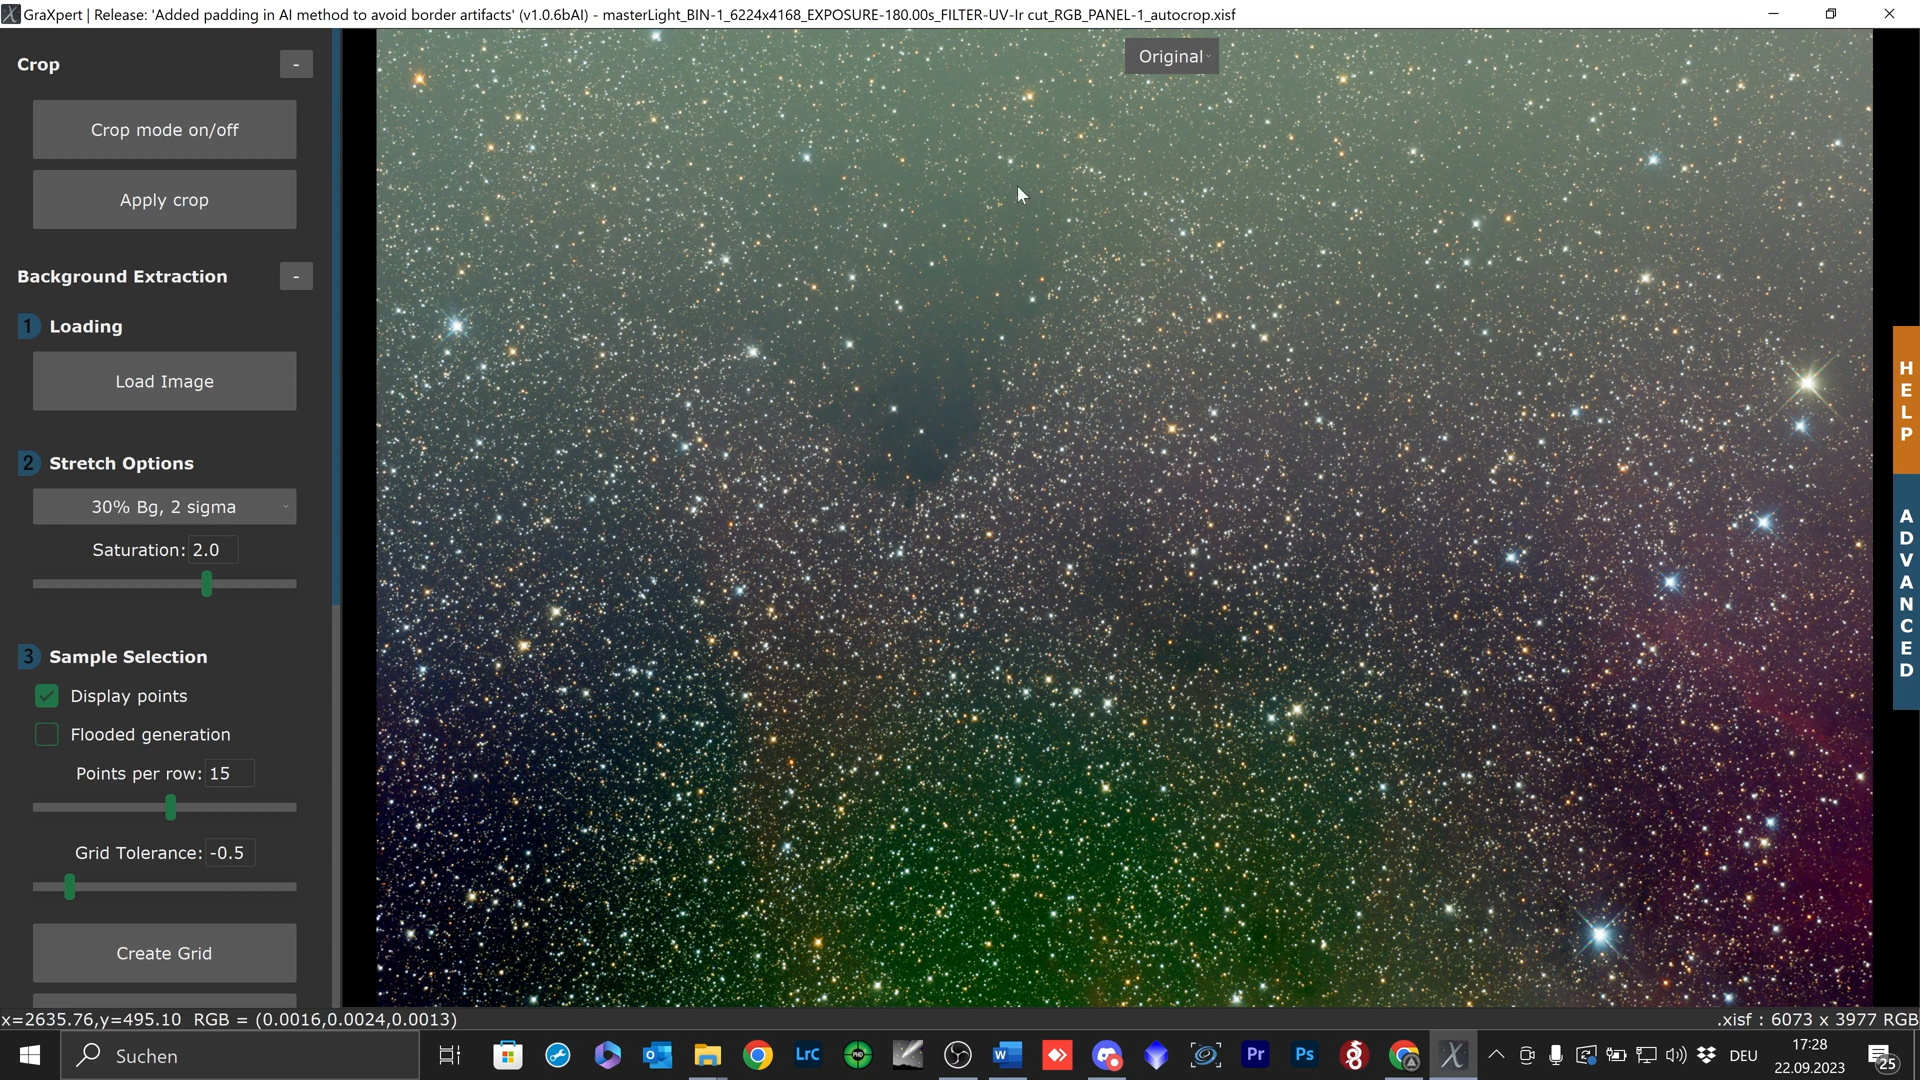 GraXpert | Release: 'Added padding in AI method to avoid border artifacts' (v1.0.6bAI) - masterLight_BIN-1_6224x4168_EXPOSURE-180.00s_FILTER-UV-Ir cut_RGB_PANEL-1_autocrop.xisf
Original
Crop
-
Crop mode on/off
Apply crop
Background Extraction
-
1 Loading
Load Image
2 Stretch Options
30% Bg, 2 sigma
Saturation: 2.0
3 Sample Selection
Display points
Flooded generation
Points per row: 15
Grid Tolerance: -0.5
Create Grid
HELP
ADVANCED
x=2635.76,y=495.10 RGB = (0.0016,0.0024,0.0013)
.xisf : 6073 x 3977 RGB
Suchen
LrC
PHD
Pr
Ps
DEU
17:28
22.09.2023
25